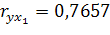 r_{yx_1} = 0,7657